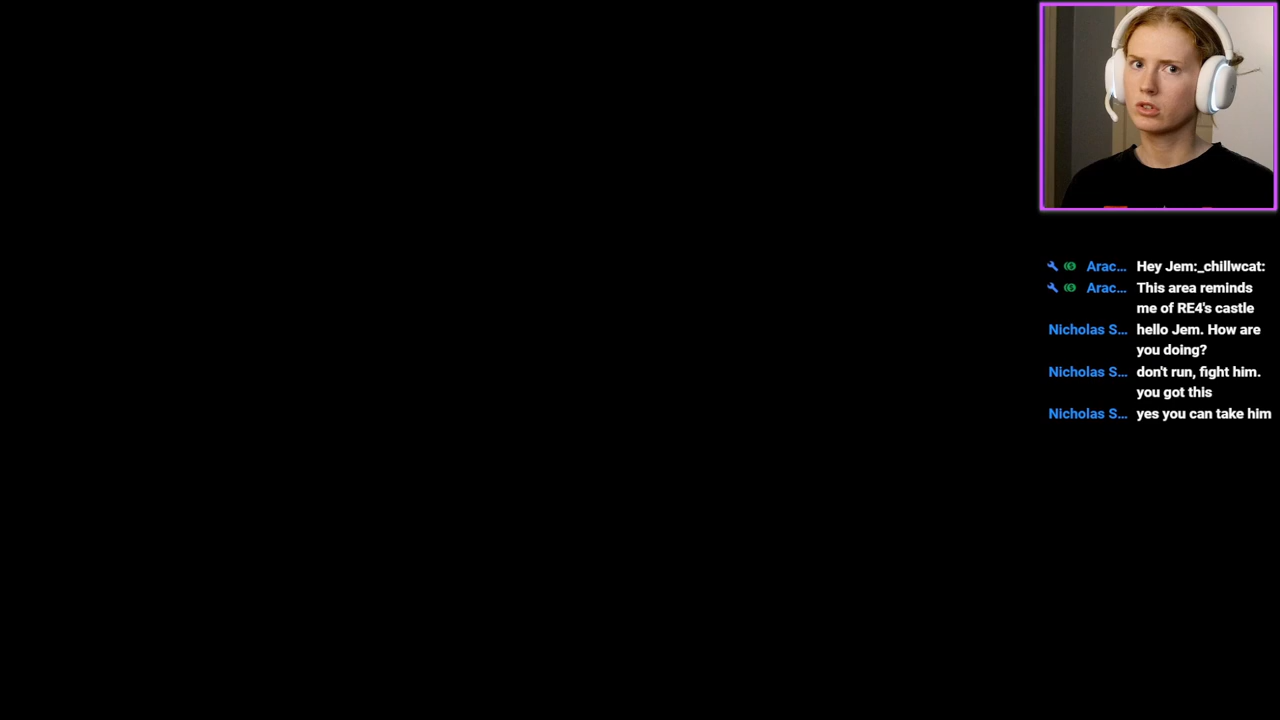 Arac... Hey Jem:_chillwcat:
Arac... This area reminds
me of RE4's castle
Nicholas S... hello Jem. How are
you doing?
Nicholas S... don't run, fight him.
you got this
Nicholas S... yes you can take him